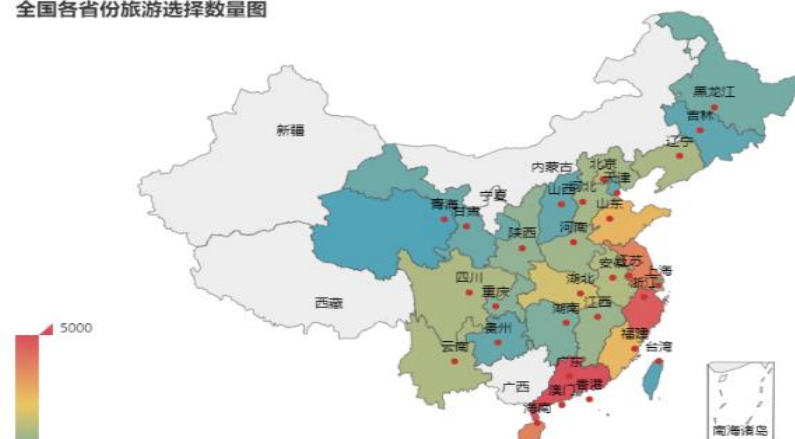 全国各省份旅游选择数量图
黑龙江
吉林
辽宁
新疆
内蒙古
北京
天津
宁夏
山西
河北
青海
甘肃
山东
陕西
河南
四川
重庆
湖北
安徽
江苏
上海
浙江
西藏
湖南
江西
贵州
福建
云南
台湾
广西
广东
澳门
香港
海南
5000
南海诸岛